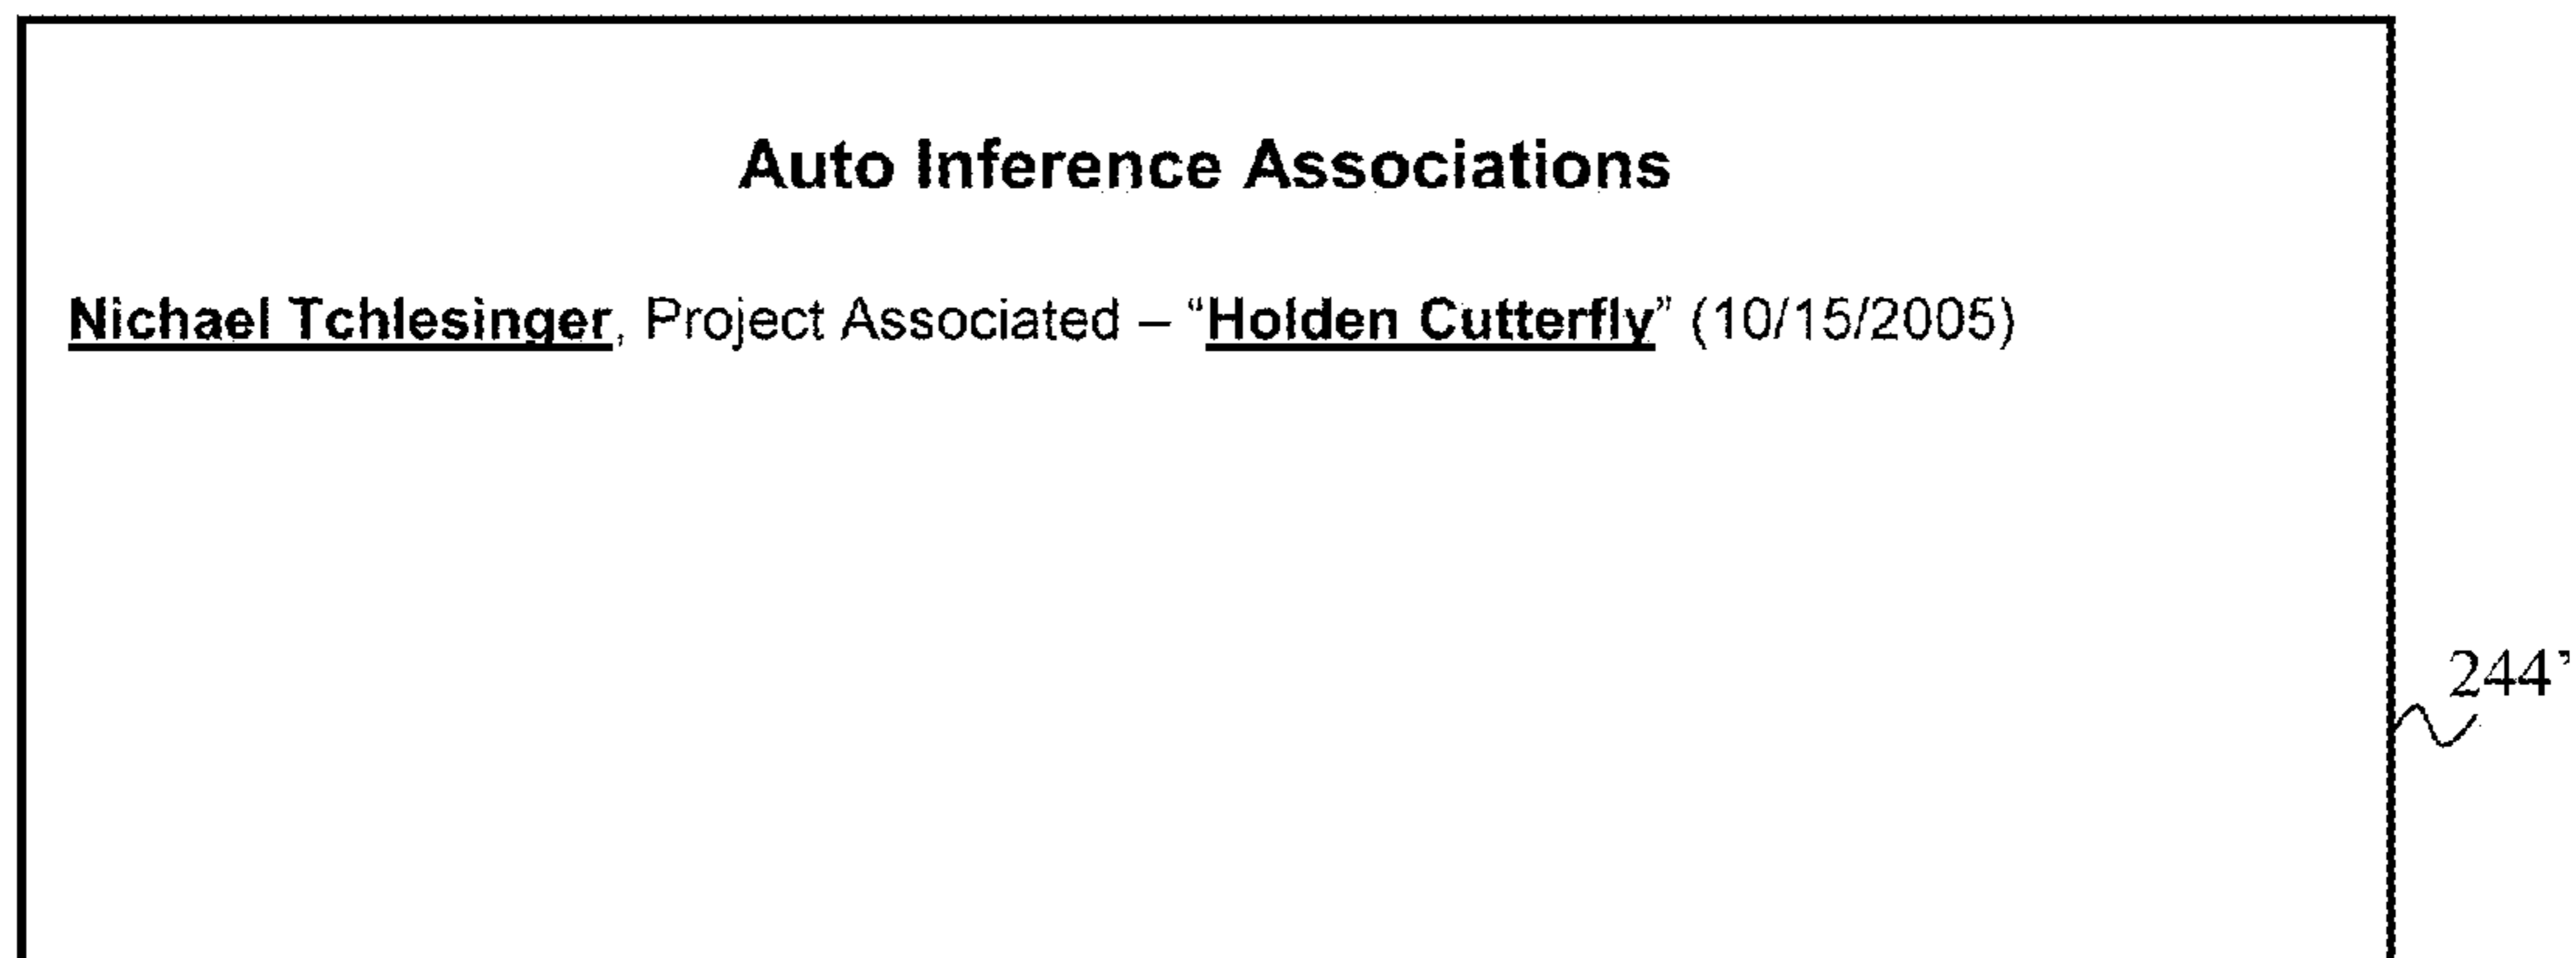 Auto Inference Associations
Nichael Tchlesinger, Project Associated – “Holden Cutterfly” (10/15/2005)
244’